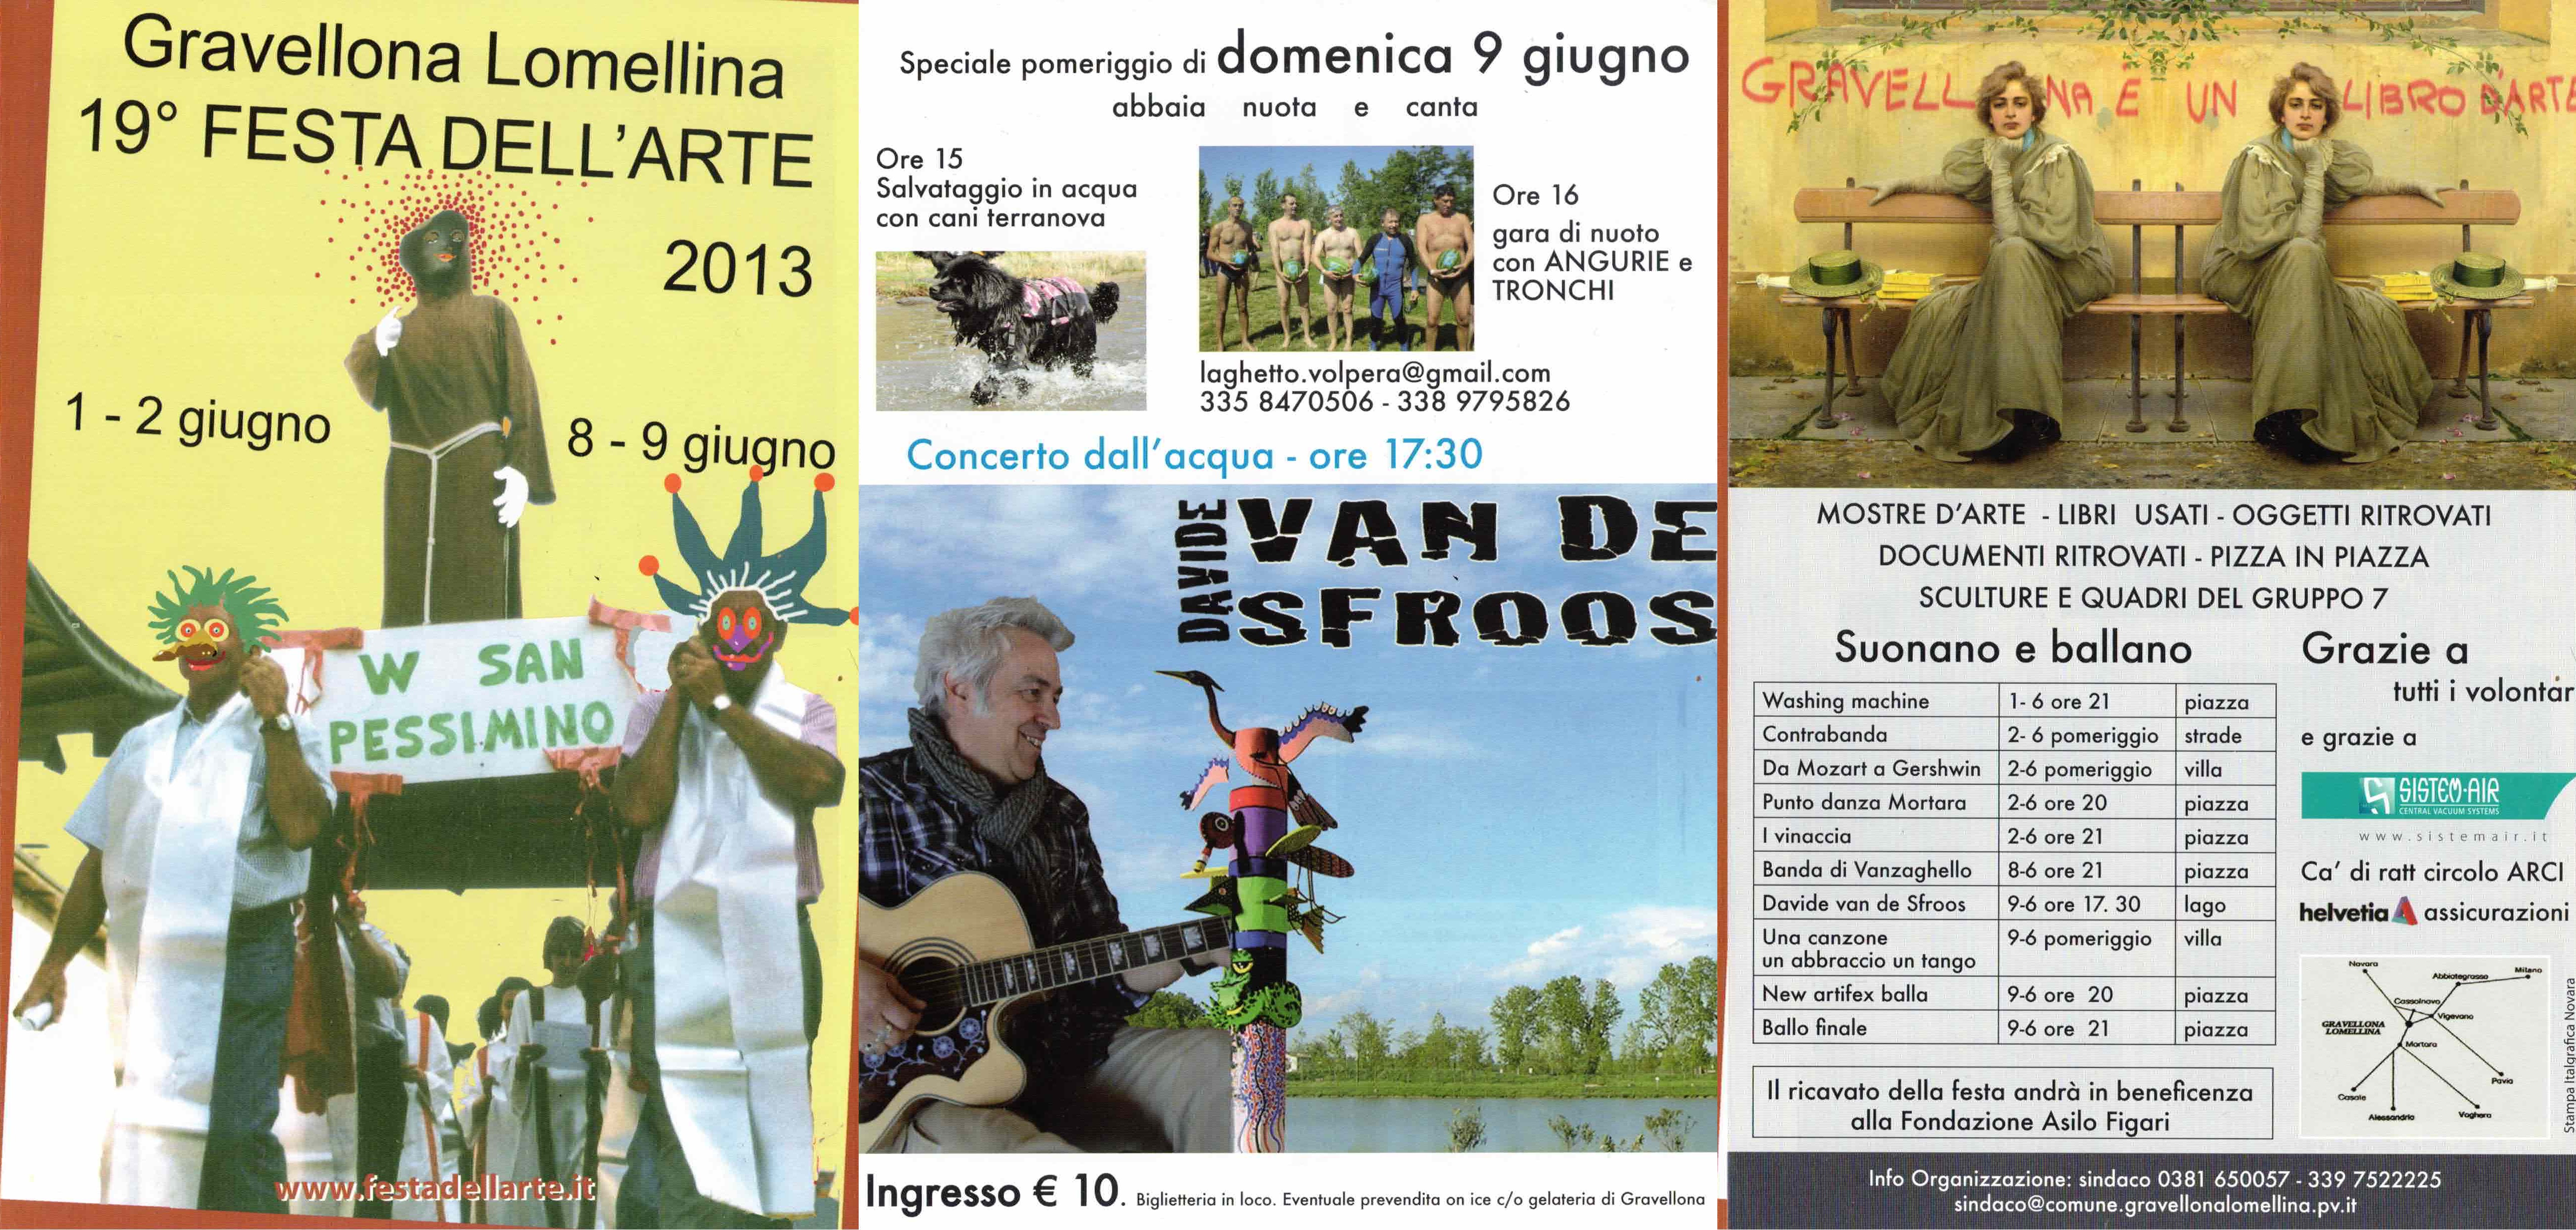 Gravellona Lomellina
19° FESTA DELL'ARTE
2013
1 - 2 giugno
8 - 9 giugno
W SAN
PESSIMINO
www.festadellarte.it
Speciale pomeriggio di domenica 9 giugno
abbaia nuota e canta
Ore 15
Salvataggio in acqua
con cani terranova
Ore 16
gara di nuoto
con ANGURIE e
TRONCHI
laghetto.volpera@gmail.com
335 8470506 - 338 9795826
Concerto dall'acqua - ore 17:30
DAVIDE
VAN DE
SFROOS
Ingresso € 10. Biglietteria in loco. Eventuale prevendita on ice c/o gelateria di Gravellona
GRAVELL NA È UN LIBRO D'ARTE
MOSTRE D'ARTE - LIBRI USATI - OGGETTI RITROVATI
DOCUMENTI RITROVATI - PIZZA IN PIAZZA
SCULTURE E QUADRI DEL GRUPPO 7
Suonano e ballano
Washing machine 1- 6 ore 21 piazza
Contrabanda 2- 6 pomeriggio strade
Da Mozart a Gershwin 2-6 pomeriggio villa
Punto danza Mortara 2-6 ore 20 piazza
I vinaccia 2-6 ore 21 piazza
Banda di Vanzaghello 8-6 ore 21 piazza
Davide van de Sfroos 9-6 ore 17. 30 lago
Una canzone 9-6 pomeriggio villa
un abbraccio un tango
New artifex balla 9-6 ore 20 piazza
Ballo finale 9-6 ore 21 piazza
Il ricavato della festa andrà in beneficenza
alla Fondazione Asilo Figari
Grazie a
tutti i volontar
e grazie a
SISTEM-AIR
CENTRAL VACUUM SYSTEMS
www.sistemair.it
Ca' di ratt circolo ARCI
helvetia assicurazioni
Novara
Abbiategrasso
Milano
Cassolnovo
Vigevano
GRAVELLONA
LOMELLINA
Mortara
Pavia
Casale
Alessandria
Voghera
Stampa Italgrafica Novara
Info Organizzazione: sindaco 0381 650057 - 339 7522225
sindaco@comune.gravellonalomellina.pv.it